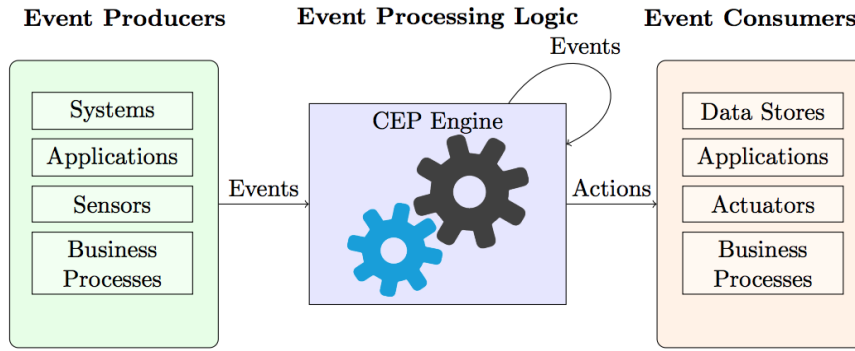 Event Producers
Event Processing Logic
Event Consumers
Events
Systems
Applications
Sensors
Business
Processes
Events
CEP Engine
Actions
Data Stores
Applications
Actuators
Business
Processes